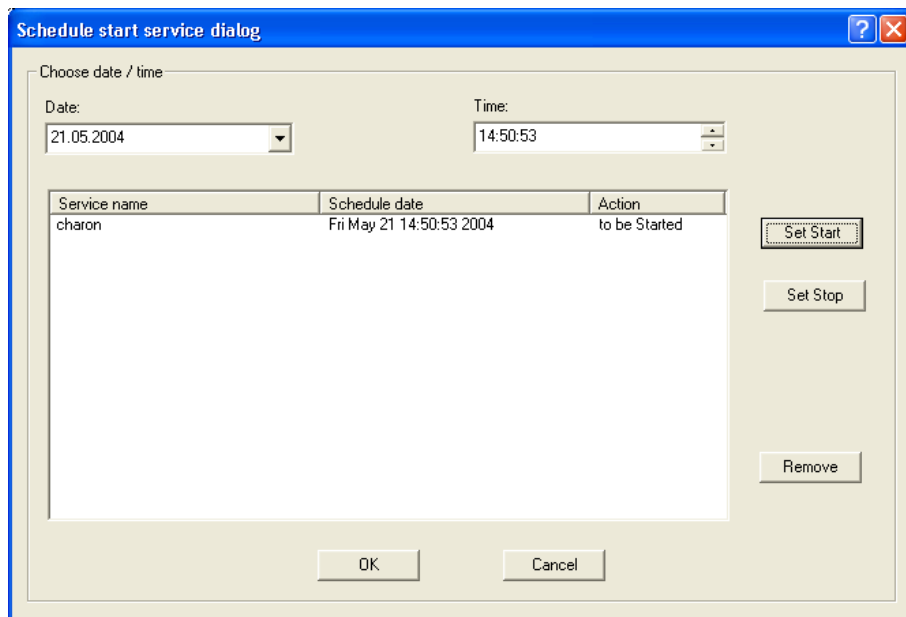 Schedule start service dialog
Choose date / time
Date:
Time:
21.05.2004
14:50:53
Service name Schedule date Action
charon Fri May 21 14:50:53 2004 to be Started
Set Start
Set Stop
Remove
OK Cancel